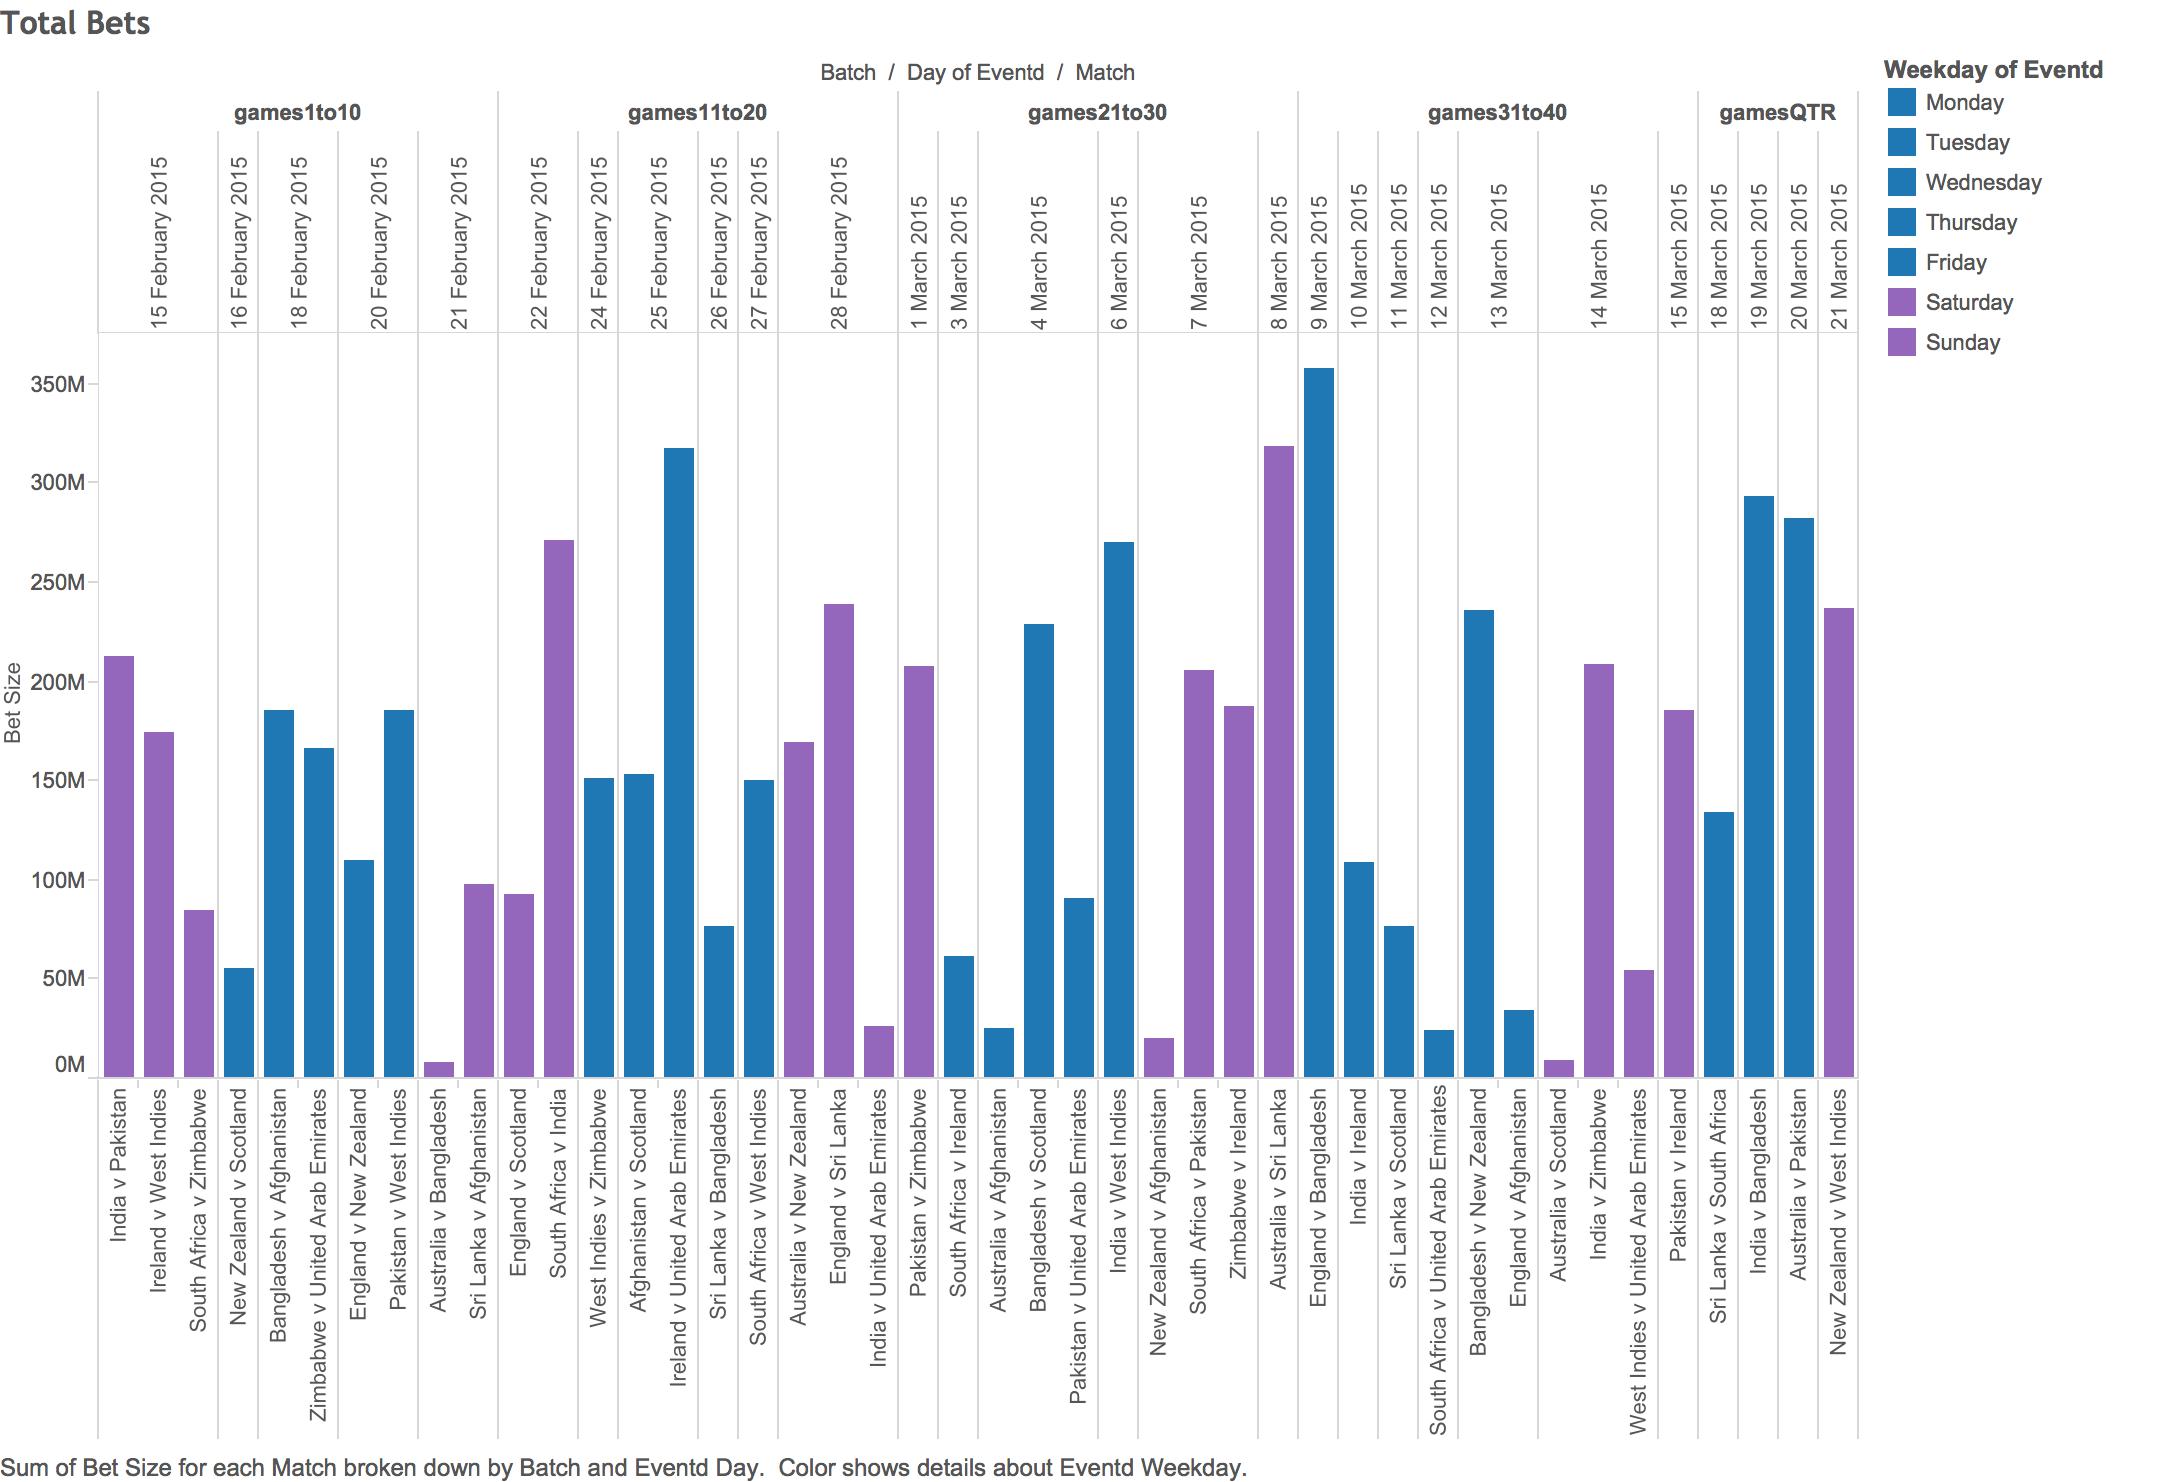 Total Bets
Batch / Day of Eventd / Match
Weekday of Eventd
Monday
Tuesday
Wednesday
Thursday
Friday
Saturday
Sunday
games1to10
games11to20
games21to30
games31to40
gamesQTR
15 February 2015
16 February 2015
18 February 2015
20 February 2015
21 February 2015
22 February 2015
24 February 2015
25 February 2015
26 February 2015
27 February 2015
28 February 2015
1 March 2015
3 March 2015
4 March 2015
6 March 2015
7 March 2015
8 March 2015
9 March 2015
10 March 2015
11 March 2015
12 March 2015
13 March 2015
14 March 2015
15 March 2015
18 March 2015
19 March 2015
20 March 2015
21 March 2015
350M
300M
250M
200M
150M
100M
50M
0M
Bet Size
India v Pakistan
Ireland v West Indies
South Africa v Zimbabwe
New Zealand v Scotland
Bangladesh v Afghanistan
Zimbabwe v United Arab Emirates
England v New Zealand
Pakistan v West Indies
Australia v Bangladesh
Sri Lanka v Afghanistan
England v Scotland
South Africa v India
West Indies v Zimbabwe
Afghanistan v Scotland
Ireland v United Arab Emirates
Sri Lanka v Bangladesh
South Africa v West Indies
Australia v New Zealand
England v Sri Lanka
India v United Arab Emirates
Pakistan v Zimbabwe
South Africa v Ireland
Australia v Afghanistan
Bangladesh v Scotland
Pakistan v United Arab Emirates
India v West Indies
New Zealand v Afghanistan
South Africa v Pakistan
Zimbabwe v Ireland
Australia v Sri Lanka
England v Bangladesh
India v Ireland
Sri Lanka v Scotland
South Africa v United Arab Emirates
Bangladesh v New Zealand
England v Afghanistan
Australia v Scotland
India v Zimbabwe
West Indies v United Arab Emirates
Pakistan v Ireland
Sri Lanka v South Africa
India v Bangladesh
Australia v Pakistan
New Zealand v West Indies
Sum of Bet Size for each Match broken down by Batch and Eventd Day.  Color shows details about Eventd Weekday.